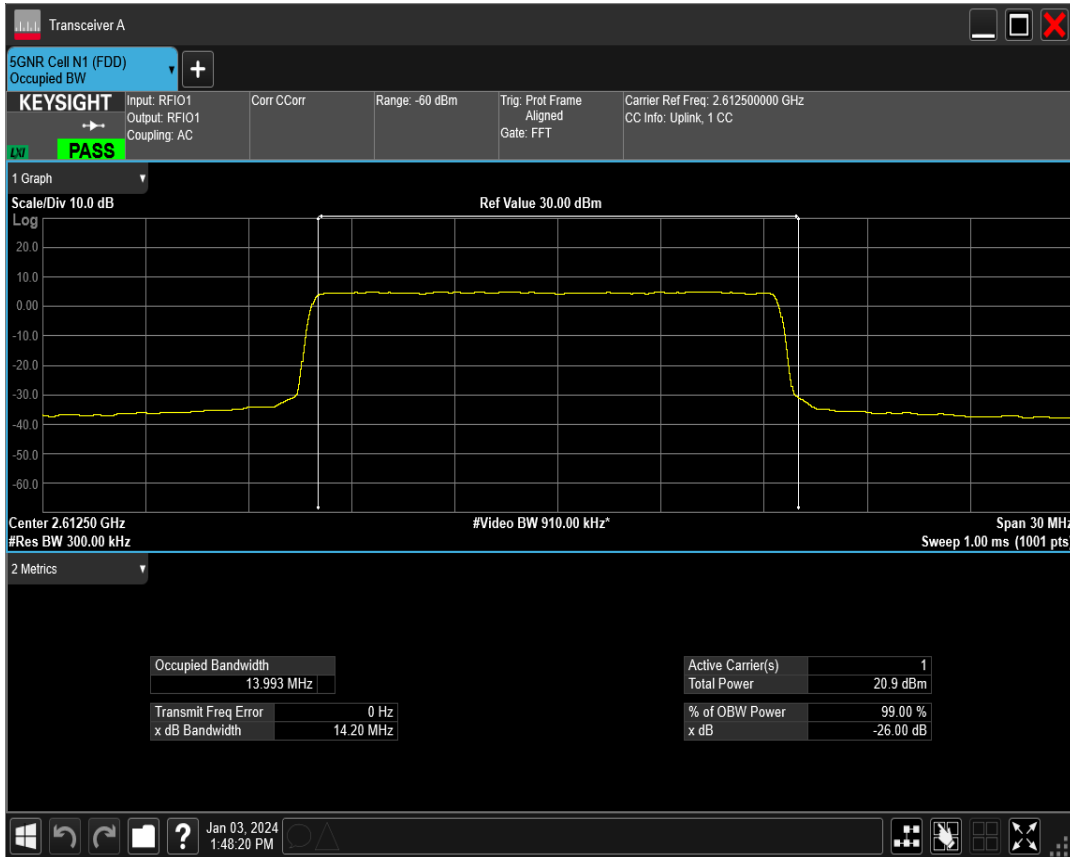 Transceiver A
5GNR Cell N1 (FDD)
Occupied BW
+
KEYSIGHT
LXI
PASS
Input: RFIO1
Output: RFIO1
Coupling: AC
Corr CCorr
Range: -60 dBm
Trig: Prot Frame
Aligned
Gate: FFT
Carrier Ref Freq: 2.612500000 GHz
CC Info: Uplink, 1 CC
1 Graph
Scale/Div 10.0 dB
Ref Value 30.00 dBm
Log
20.0
10.0
0.00
-10.0
-20.0
-30.0
-40.0
-50.0
-60.0
Center 2.61250 GHz
#Video BW 910.00 kHz*
Span 30 MHz
#Res BW 300.00 kHz
Sweep 1.00 ms (1001 pts)
2 Metrics
Occupied Bandwidth
13.993 MHz
Transmit Freq Error 0 Hz
x dB Bandwidth 14.20 MHz
Active Carrier(s) 1
Total Power 20.9 dBm
% of OBW Power 99.00 %
x dB -26.00 dB
?
Jan 03, 2024
1:48:20 PM